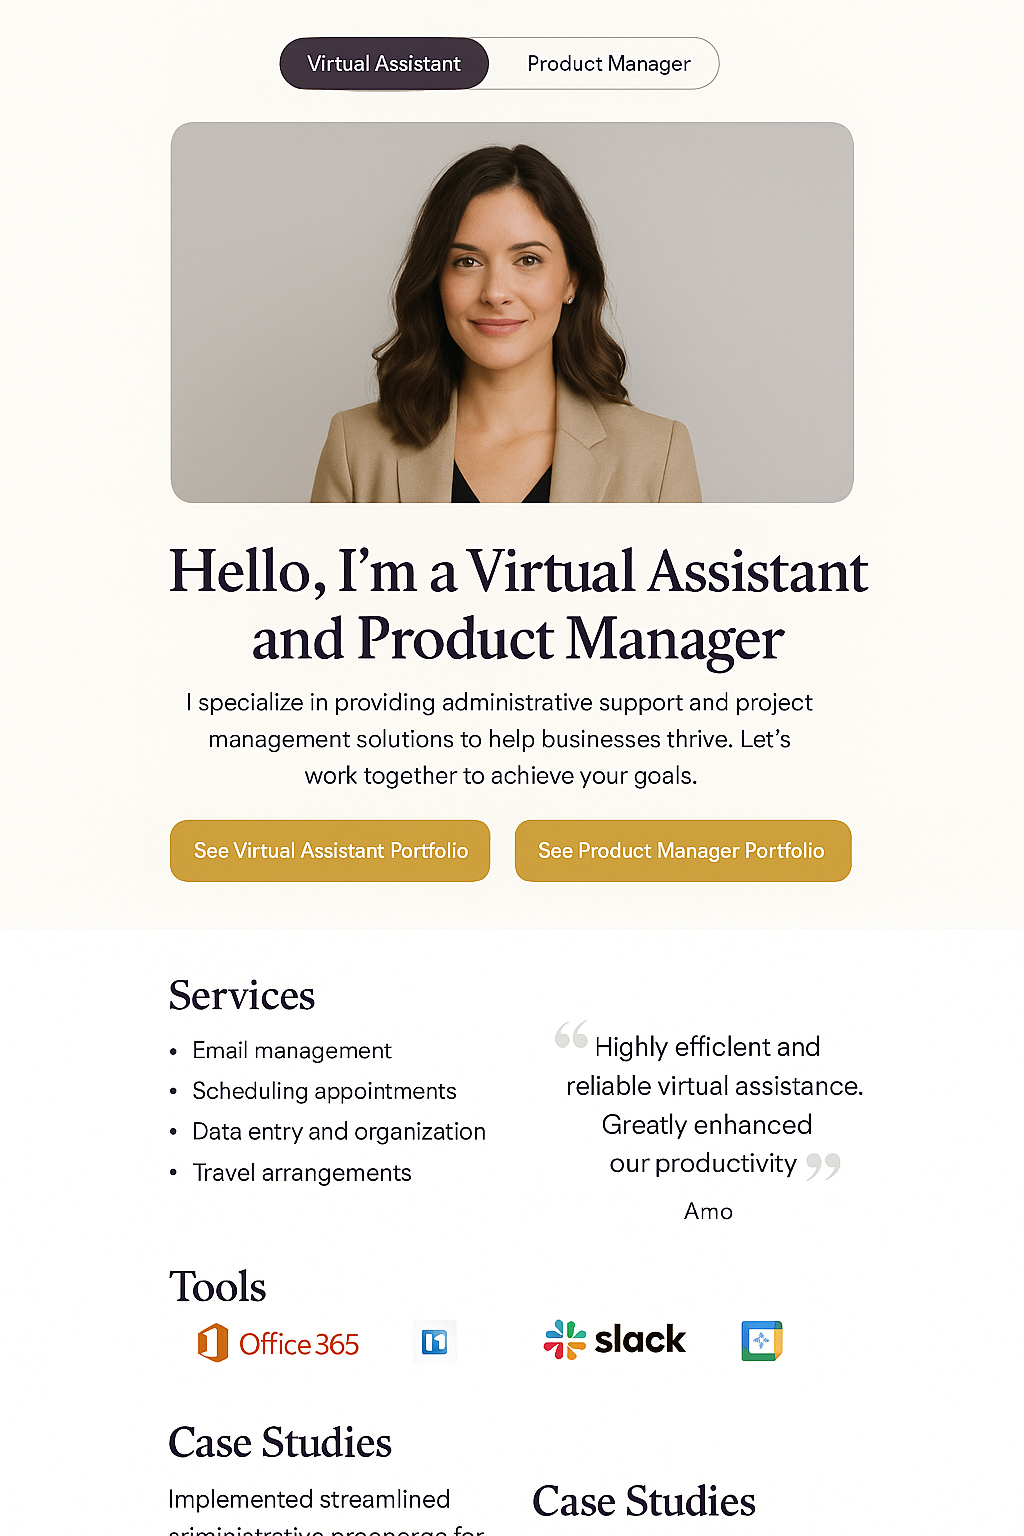 Virtual Assistant
Product Manager
Hello, I’m a Virtual Assistant
and Product Manager
I specialize in providing administrative support and project
management solutions to help businesses thrive. Let’s
work together to achieve your goals.
See Virtual Assistant Portfolio
See Product Manager Portfolio
Services
• Email management
• Scheduling appointments
• Data entry and organization
• Travel arrangements
“ Highly efficlent and
reliable virtual assistance.
Greatly enhanced
our productivity ”
Amo
Tools
Office 365
slack
Case Studies
Implemented streamlined
Case Studies